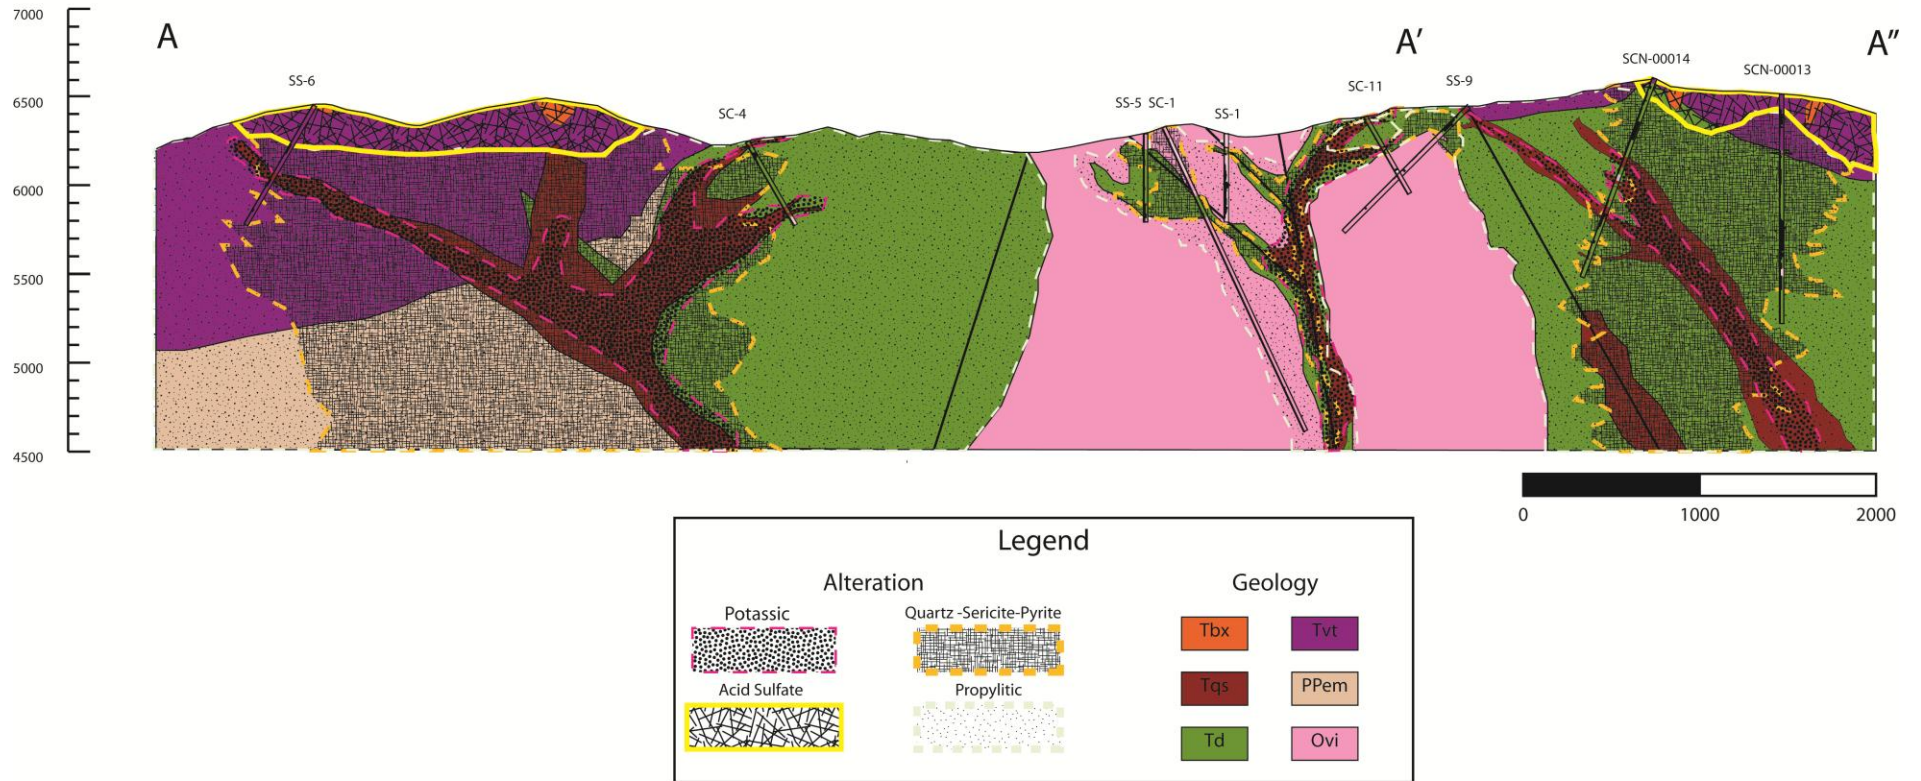 7000
A
A’
A”
SCN-00014
SCN-00013
SS-6
SS-9
SC-11
6500
SS-5 SC-1
SS-1
SC-4
6000
5500
5000
4500
0
1000
2000
Legend
Alteration
Geology
Potassic
Quartz -Sericite-Pyrite
Tbx
Tvt
Acid Sulfate
Propylitic
Tqs
PPem
Td
Ovi